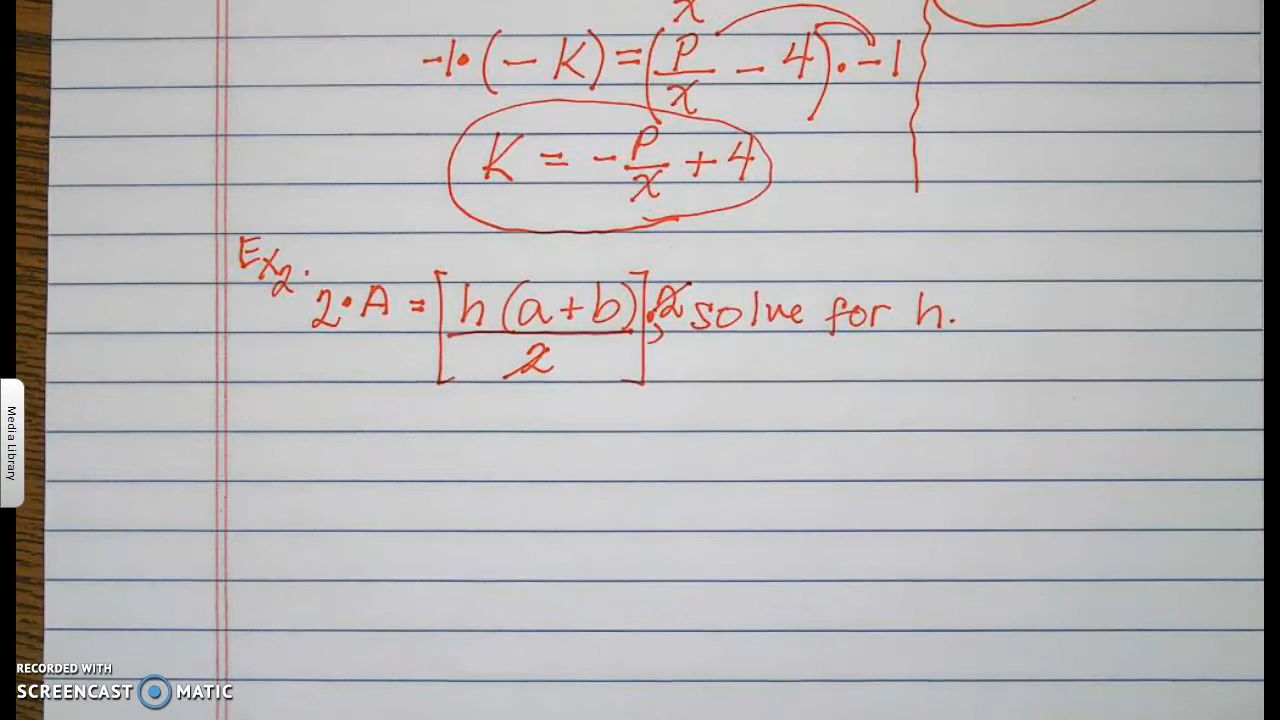 x
-1·(-K) = (P/x - 4)·-1
K = -P/x + 4
Ex2.
2·A = [h(a+b)/2]·2; solve for h.
Media Library
RECORDED WITH
SCREENCAST MATIC